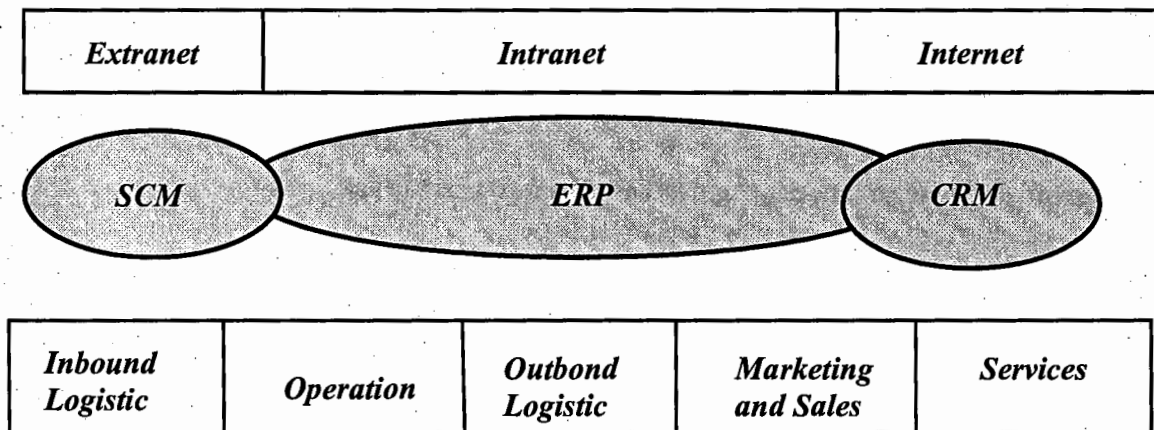 Extranet
Intranet
Internet
SCM
ERP
CRM
Inbound
Logistic
Operation
Outbond
Logistic
Marketing
and Sales
Services